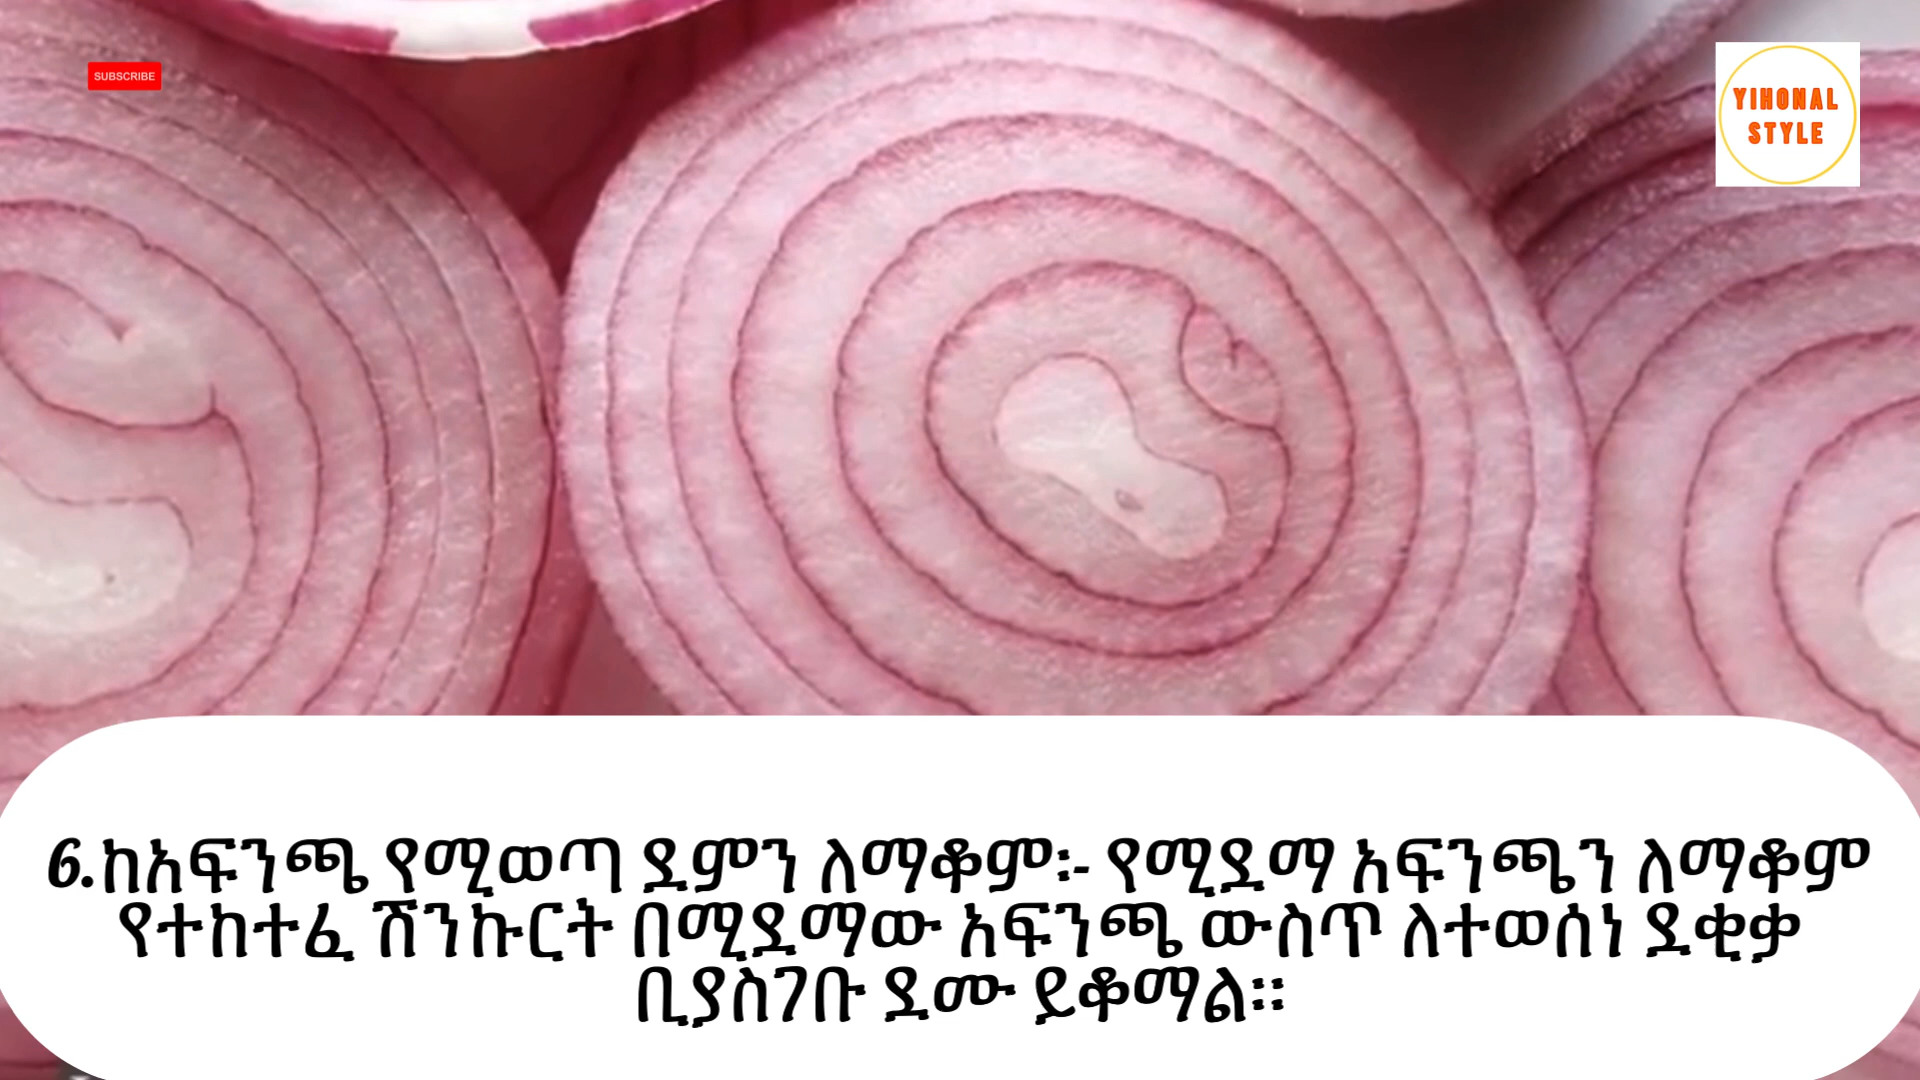 SUBSCRIBE
YIHONAL
STYLE
6.ከአፍንጫ የሚወጣ ደምን ለማቆም፡- የሚደማ አፍንጫን ለማቆም
የተከተፈ ሽንኩርት በሚደማው አፍንጫ ውስጥ ለተወሰነ ደቂቃ
ቢያስገቡ ደሙ ይቆማል።